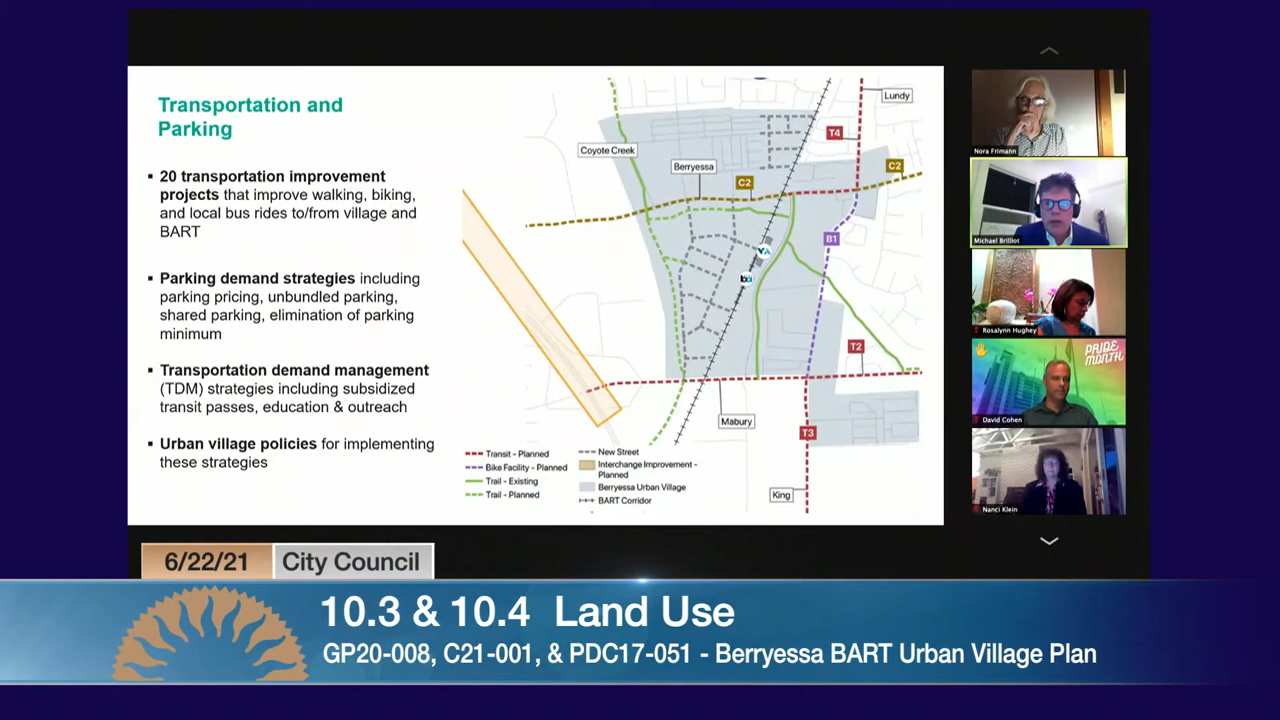 Transportation and
Parking
▪ 20 transportation improvement
projects that improve walking, biking,
and local bus rides to/from village and
BART
▪ Parking demand strategies including
parking pricing, unbundled parking,
shared parking, elimination of parking
minimum
▪ Transportation demand management
(TDM) strategies including subsidized
transit passes, education & outreach
▪ Urban village policies for implementing
these strategies
Lundy
T4
Coyote Creek
Berryessa
C2
C2
B1
VA
ba
T2
Mabury
T3
King
Transit - Planned
Bike Facility - Planned
Trail - Existing
Trail - Planned
New Street
Interchange Improvement -
Planned
Berryessa Urban Village
BART Corridor
Nora Frimann
Michael Brilliot
Rosalynn Hughey
PRIDE
MONTH
David Cohen
Nanci Klein
6/22/21 City Council
10.3 & 10.4 Land Use
GP20-008, C21-001, & PDC17-051 - Berryessa BART Urban Village Plan